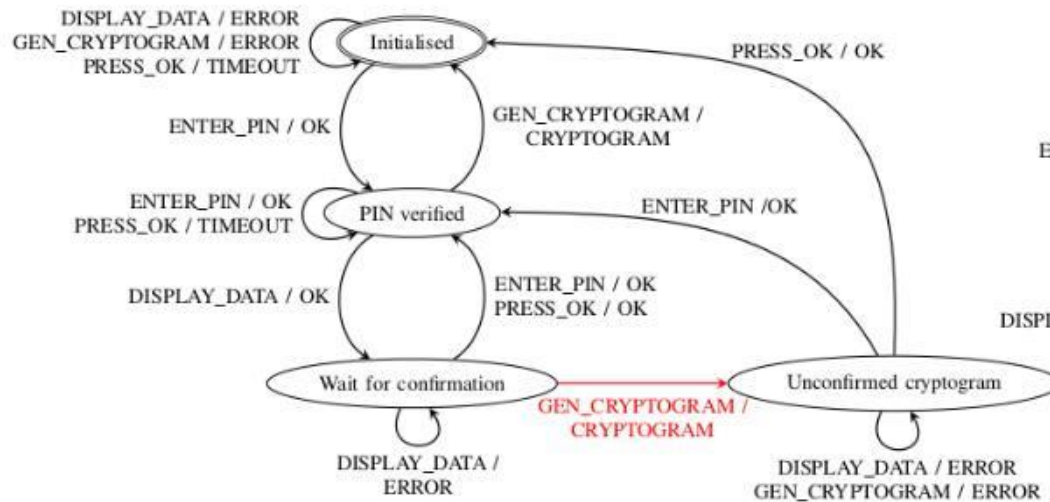 DISPLAY_DATA / ERROR
GEN_CRYPTOGRAM / ERROR
PRESS_OK / TIMEOUT
Initialised
PRESS_OK / OK
ENTER_PIN / OK
GEN_CRYPTOGRAM /
CRYPTOGRAM
E
ENTER_PIN / OK
PRESS_OK / TIMEOUT
PIN verified
ENTER_PIN /OK
DISPLAY_DATA / OK
ENTER_PIN / OK
PRESS_OK / OK
DISPL
Wait for confirmation
Unconfirmed cryptogram
GEN_CRYPTOGRAM /
CRYPTOGRAM
DISPLAY_DATA /
ERROR
DISPLAY_DATA / ERROR
GEN_CRYPTOGRAM / ERROR